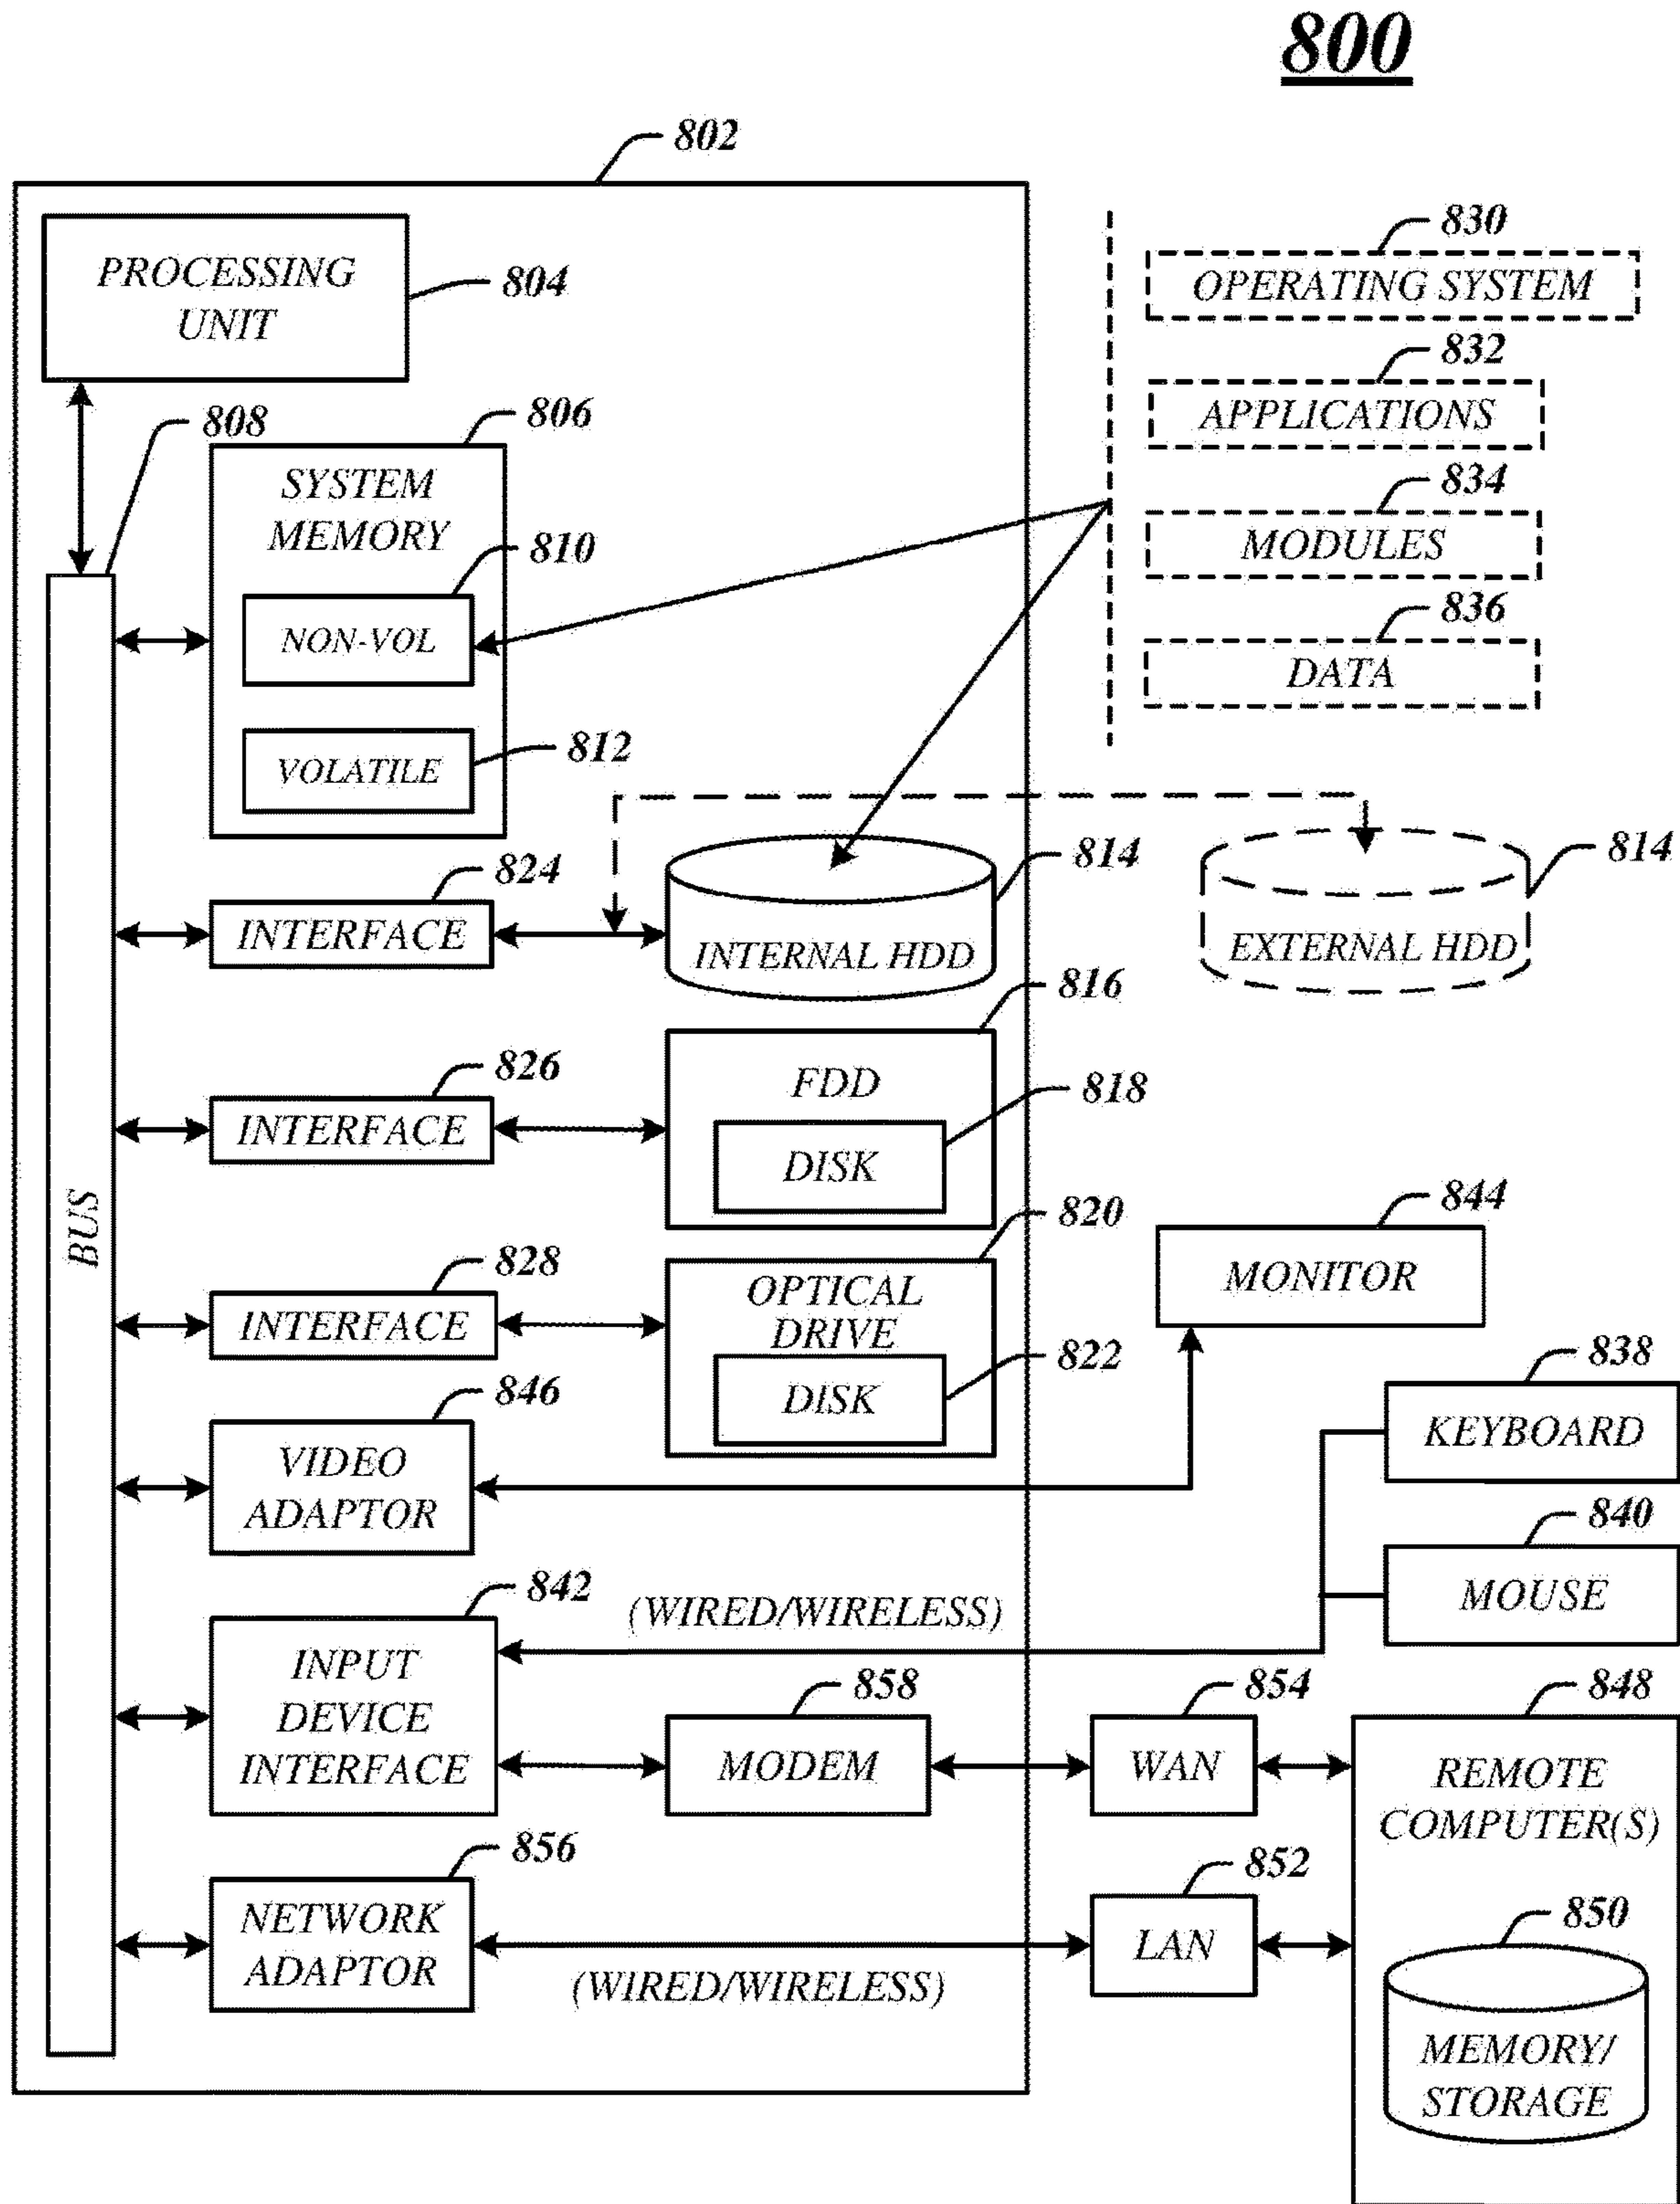 800
802
PROCESSING
UNIT
804
830
OPERATING SYSTEM
832
APPLICATIONS
808
806
SYSTEM
MEMORY
834
MODULES
810
NON-VOL
836
DATA
812
VOLATILE
824
INTERFACE
814
INTERNAL HDD
814
EXTERNAL HDD
816
FDD
826
INTERFACE
818
DISK
BUS
820
OPTICAL
DRIVE
828
INTERFACE
822
DISK
844
MONITOR
838
KEYBOARD
846
VIDEO
ADAPTOR
840
MOUSE
842
(WIRED/WIRELESS)
INPUT
DEVICE
INTERFACE
858
MODEM
854
WAN
848
REMOTE
COMPUTER(S)
856
NETWORK
ADAPTOR
(WIRED/WIRELESS)
852
LAN
850
MEMORY/
STORAGE